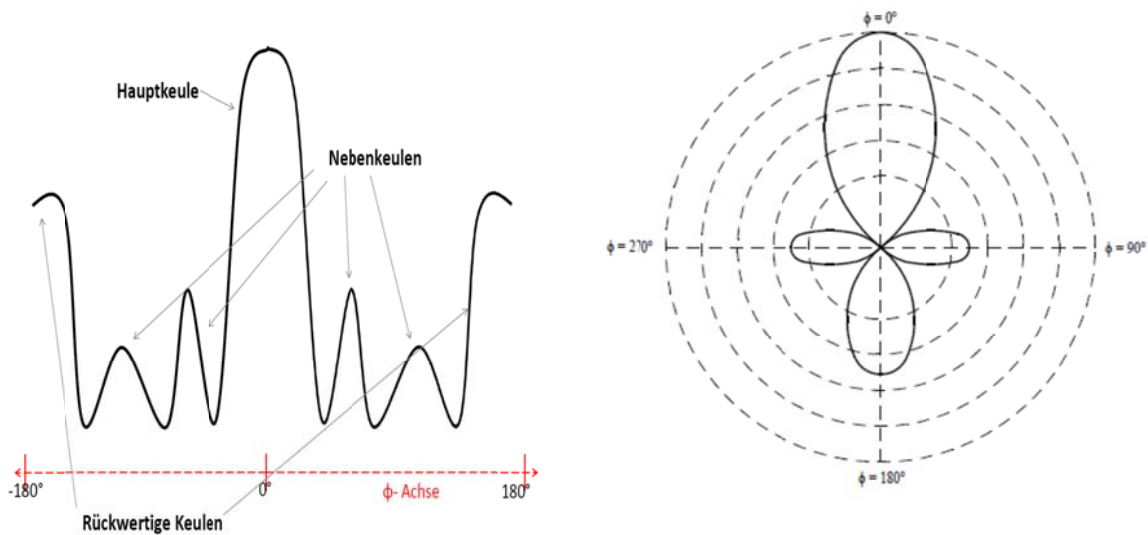 Hauptkeule
Nebenkeulen
-180°
0°
ϕ- Achse
180°
Rückwertige Keulen
ϕ = 0°
ϕ = 270°
ϕ = 90°
ϕ = 180°